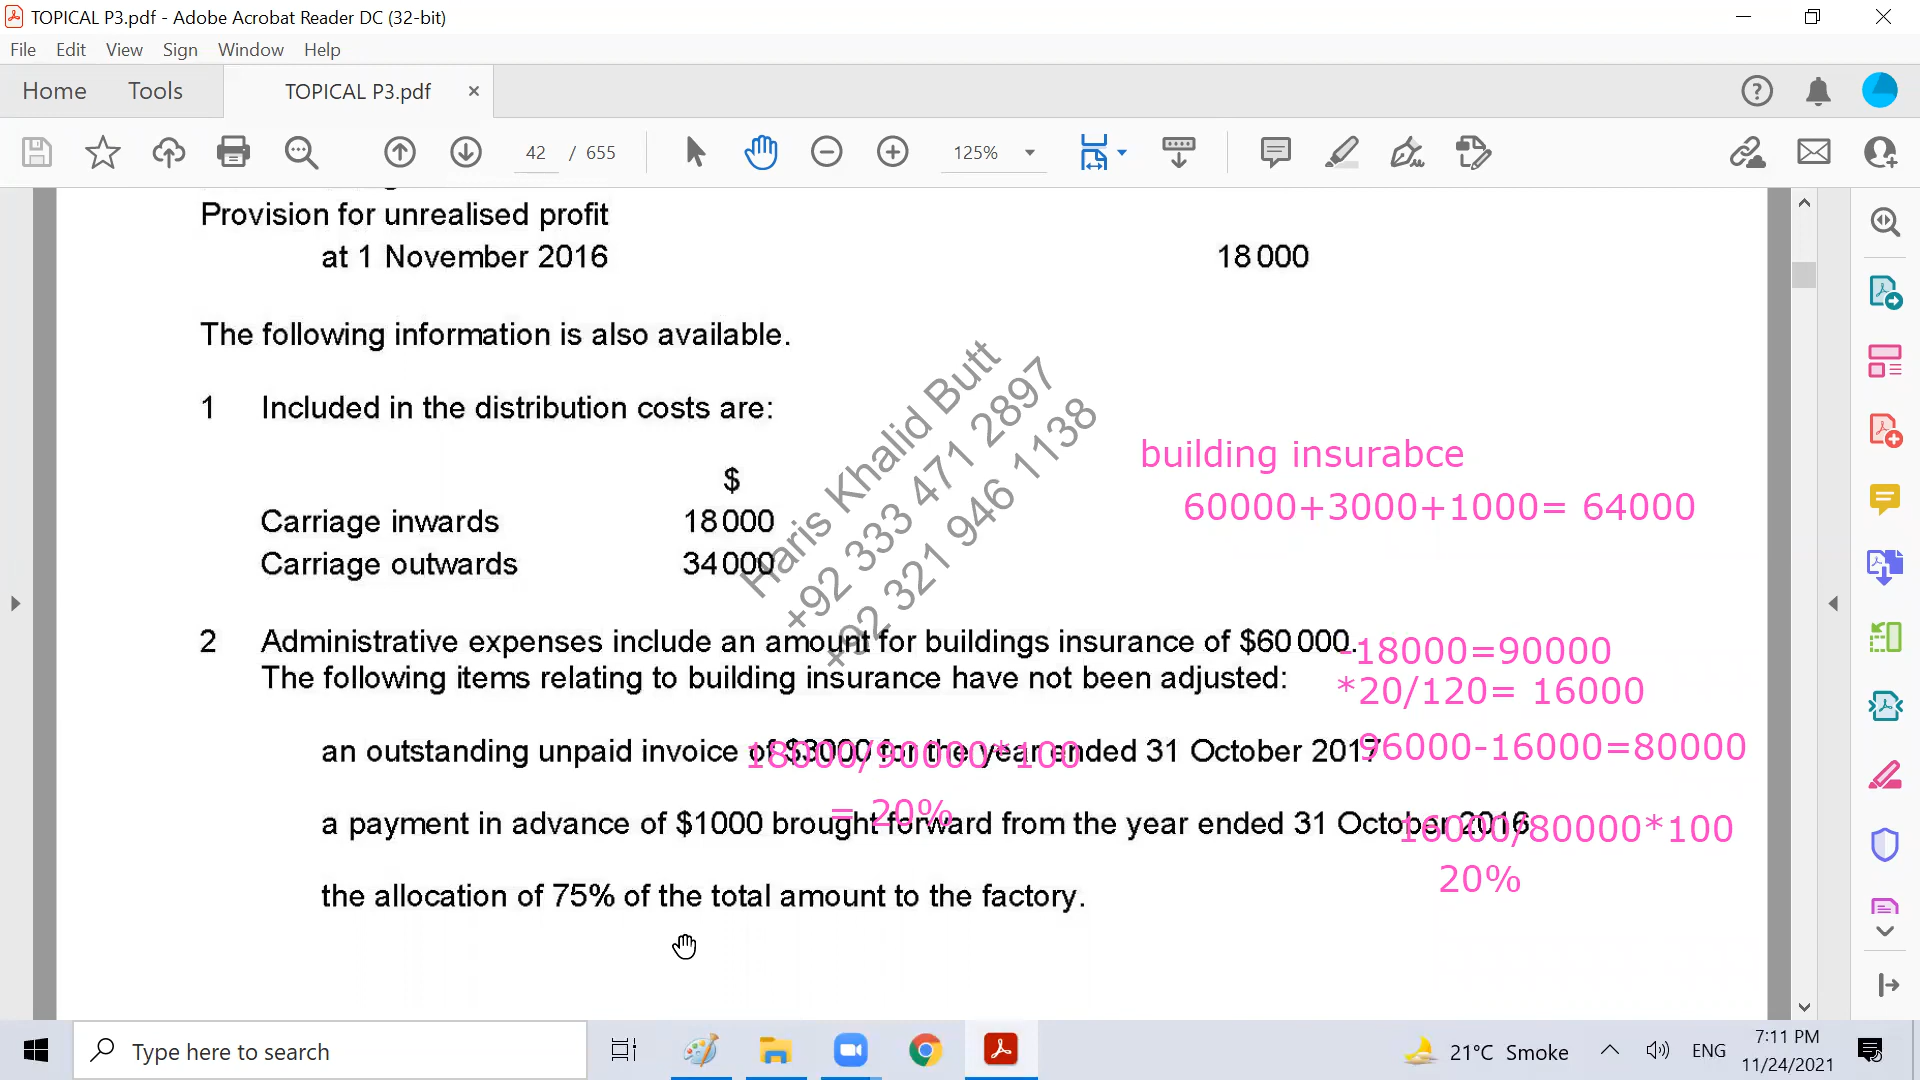 TOPICAL P3.pdf - Adobe Acrobat Reader DC (32-bit)
File Edit View Sign Window Help
Home Tools TOPICAL P3.pdf ×
42 / 655 125%
Provision for unrealised profit
at 1 November 2016 18 000
The following information is also available.
1 Included in the distribution costs are:
$
Carriage inwards 18 000
Carriage outwards 34 000
Haris Khalid Butt
+92 333 471 2897
+92 321 946 1138
building insurabce
60000+3000+1000= 64000
2 Administrative expenses include an amount for buildings insurance of $60 000.
-18000=90000
The following items relating to building insurance have not been adjusted:
*20/120= 16000
an outstanding unpaid invoice of $3000 for the year ended 31 October 2017
18000/90000*100
96000-16000=80000
= 20%
a payment in advance of $1000 brought forward from the year ended 31 October 2016
16000/80000*100
20%
the allocation of 75% of the total amount to the factory.
Type here to search
21°C Smoke
ENG
7:11 PM
11/24/2021